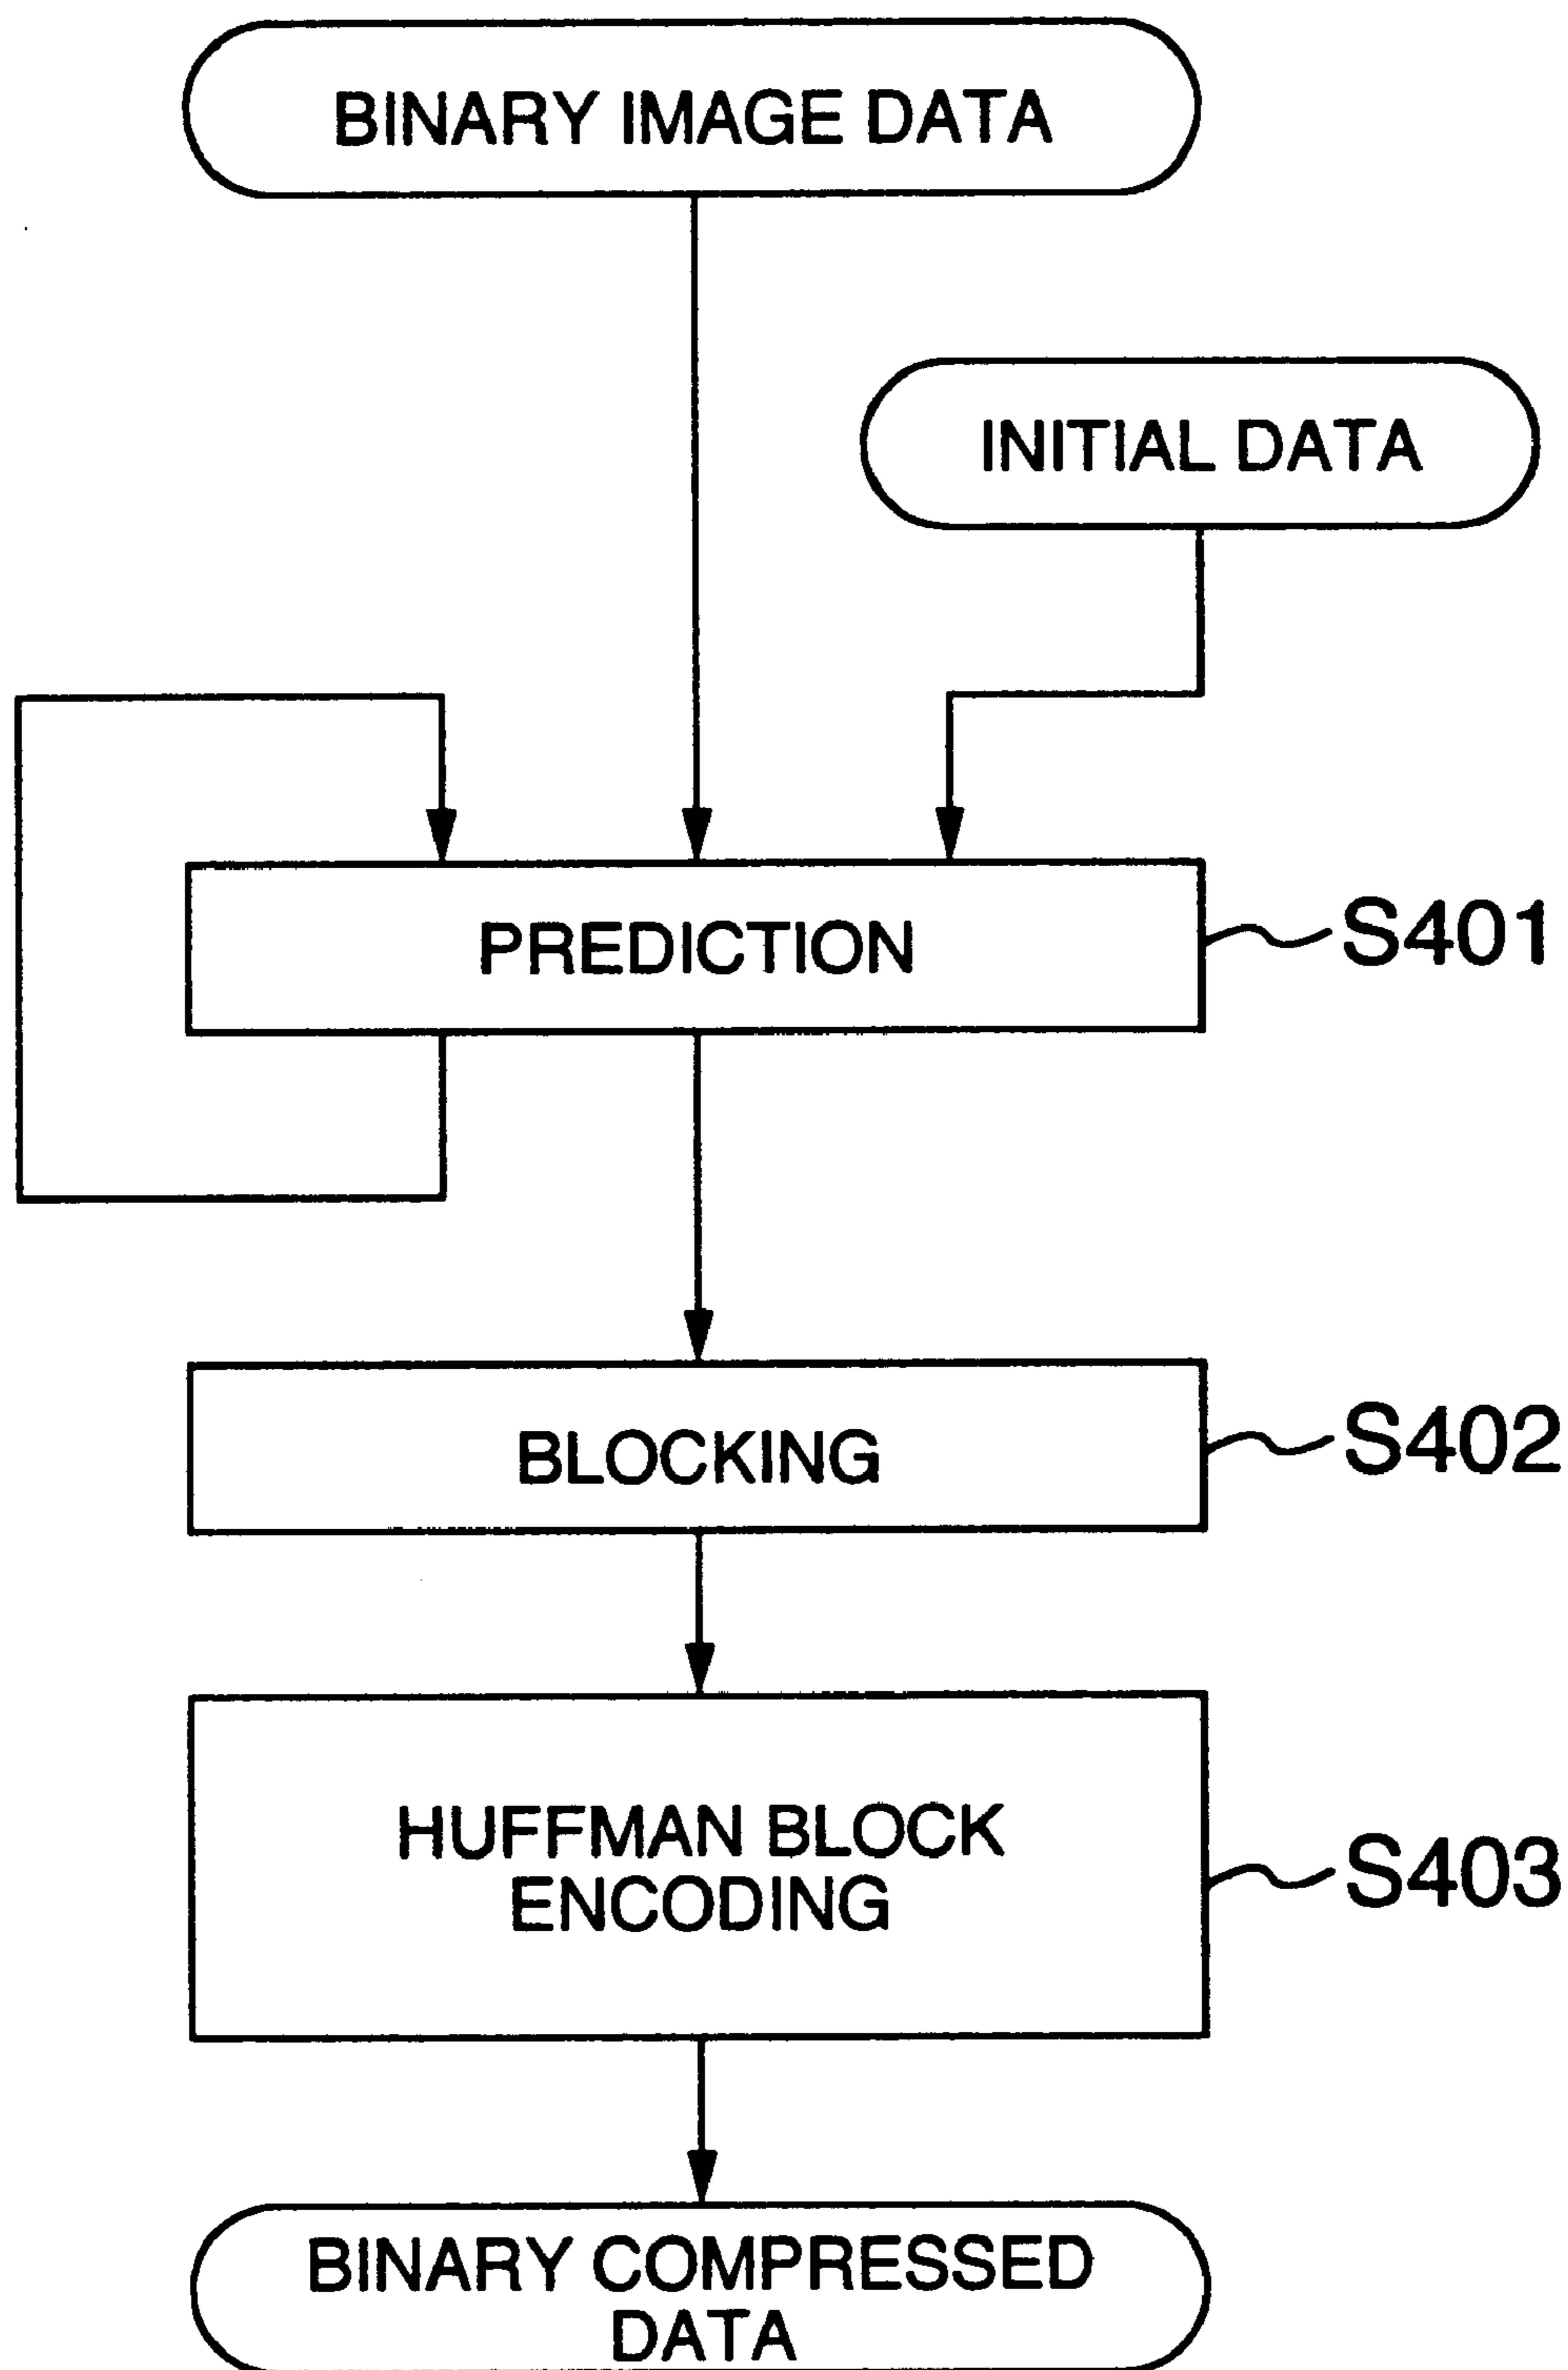 BINARY IMAGE DATA
INITIAL DATA
PREDICTION
S401
BLOCKING
S402
HUFFMAN BLOCK
ENCODING
S403
BINARY COMPRESSED
DATA